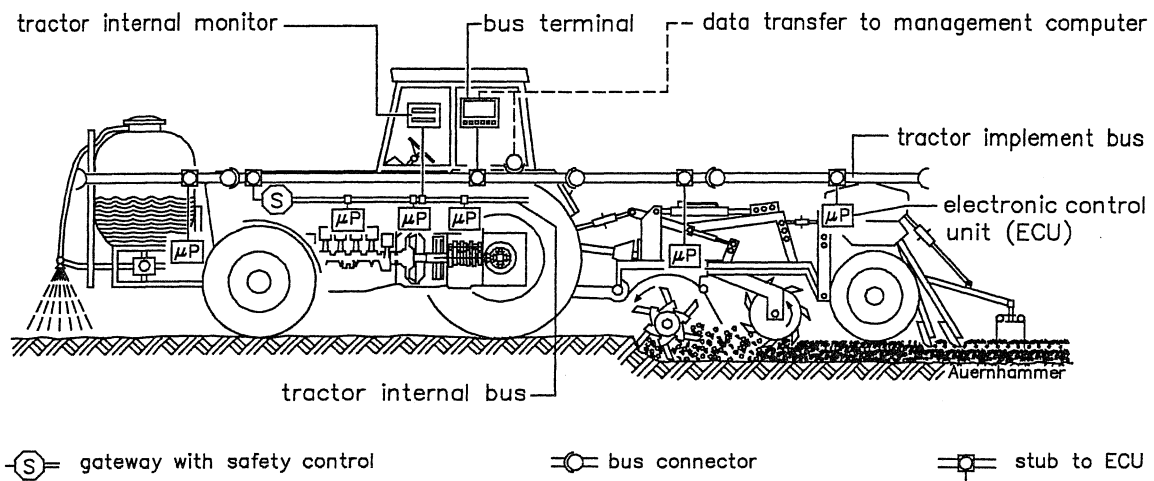 tractor internal monitor
bus terminal
data transfer to management computer
tractor implement bus
S
μP
μP
μP
μP
electronic control
unit (ECU)
μP
μP
tractor internal bus
Auernhammer
S gateway with safety control
bus connector
stub to ECU